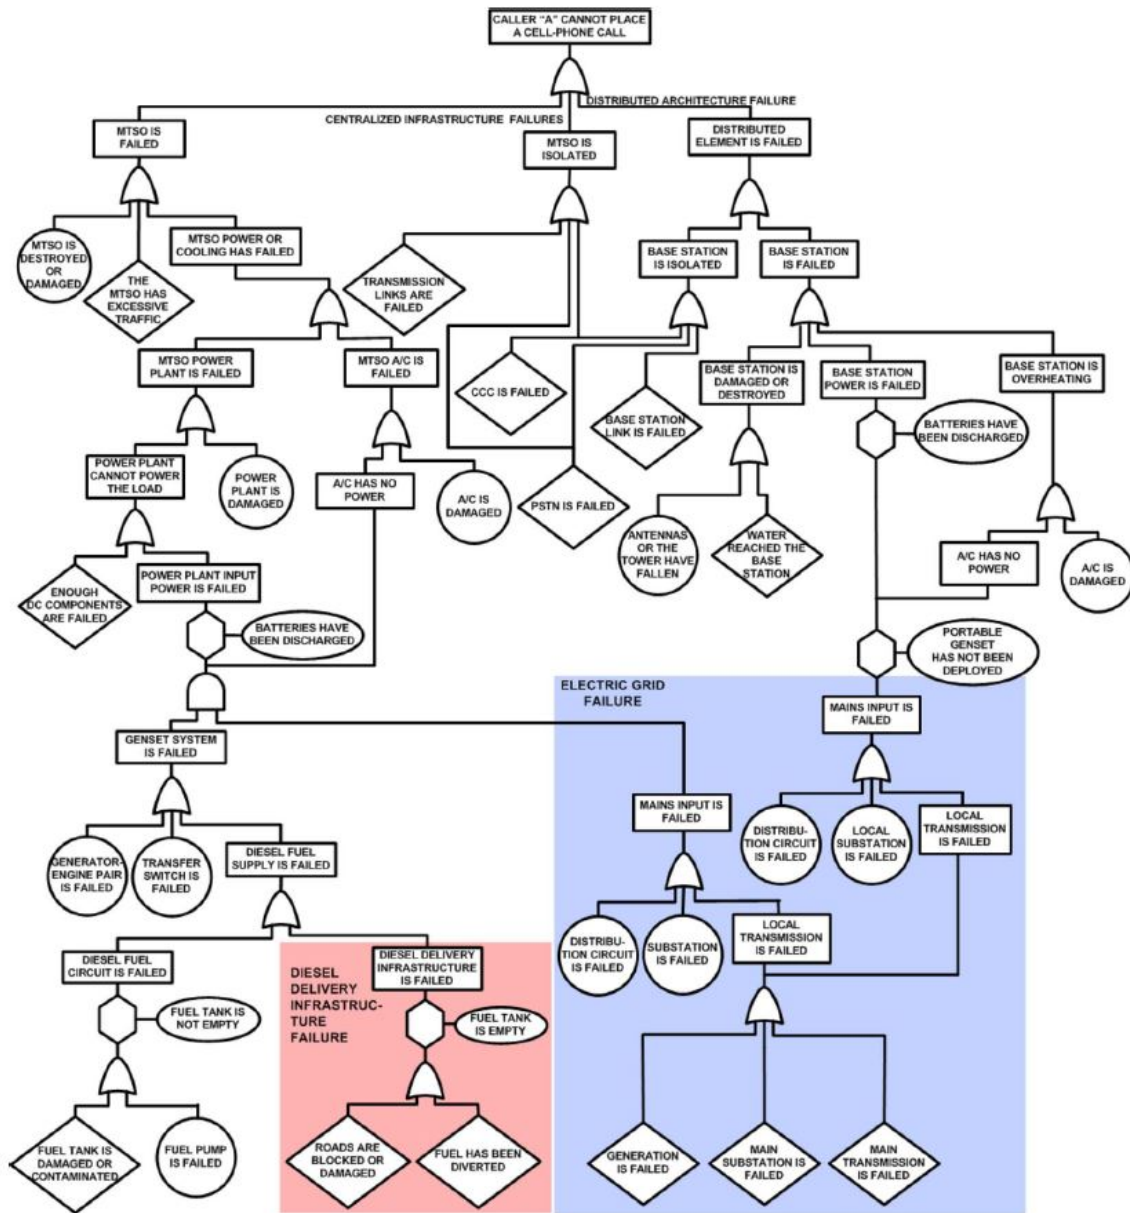 CALLER "A" CANNOT PLACE
A CELL-PHONE CALL
DISTRIBUTED ARCHITECTURE FAILURE
CENTRALIZED INFRASTRUCTURE FAILURES
MTSO IS
FAILED
MTSO IS
ISOLATED
DISTRIBUTED
ELEMENT IS FAILED
MTSO IS
DESTROYED
OR
DAMAGED
THE
MTSO HAS
EXCESSIVE
TRAFFIC
MTSO POWER OR
COOLING HAS FAILED
TRANSMISSION
LINKS ARE
FAILED
BASE STATION
IS ISOLATED
BASE STATION
IS FAILED
MTSO POWER
PLANT IS FAILED
MTSO A/C IS
FAILED
CCC IS FAILED
BASE STATION
LINK IS FAILED
BASE STATION IS
DAMAGED OR
DESTROYED
BASE STATION
POWER IS FAILED
BASE STATION IS
OVERHEATING
BATTERIES HAVE
BEEN DISCHARGED
POWER PLANT
CANNOT POWER
THE LOAD
POWER
PLANT IS
DAMAGED
A/C HAS NO
POWER
A/C IS
DAMAGED
PSTN IS FAILED
ANTENNAS
OR THE
TOWER HAVE
FALLEN
WATER
REACHED THE
BASE
STATION
A/C HAS NO
POWER
A/C IS
DAMAGED
ENOUGH
DC COMPONENTS
ARE FAILED
POWER PLANT INPUT
POWER IS FAILED
BATTERIES HAVE
BEEN DISCHARGED
PORTABLE
GENSET
HAS NOT BEEN
DEPLOYED
ELECTRIC GRID
FAILURE
MAINS INPUT IS
FAILED
GENSET SYSTEM
IS FAILED
MAINS INPUT IS
FAILED
DISTRIBU-
TION CIRCUIT
IS FAILED
LOCAL
SUBSTATION
IS FAILED
LOCAL
TRANSMISSION
IS FAILED
GENERATOR-
ENGINE PAIR
IS FAILED
TRANSFER
SWITCH IS
FAILED
DIESEL FUEL
SUPPLY IS FAILED
DISTRIBU-
TION CIRCUIT
IS FAILED
SUBSTATION
IS FAILED
LOCAL
TRANSMISSION
IS FAILED
DIESEL FUEL
CIRCUIT IS FAILED
DIESEL
DELIVERY
INFRASTRUC-
TURE
FAILURE
DIESEL DELIVERY
INFRASTRUCTURE
IS FAILED
FUEL TANK IS
NOT EMPTY
FUEL TANK
IS EMPTY
FUEL TANK IS
DAMAGED OR
CONTAMINATED
FUEL PUMP
IS FAILED
ROADS ARE
BLOCKED OR
DAMAGED
FUEL HAS BEEN
DIVERTED
GENERATION
IS FAILED
MAIN
SUBSTATION IS
FAILED
MAIN
TRANSMISSION
IS FAILED